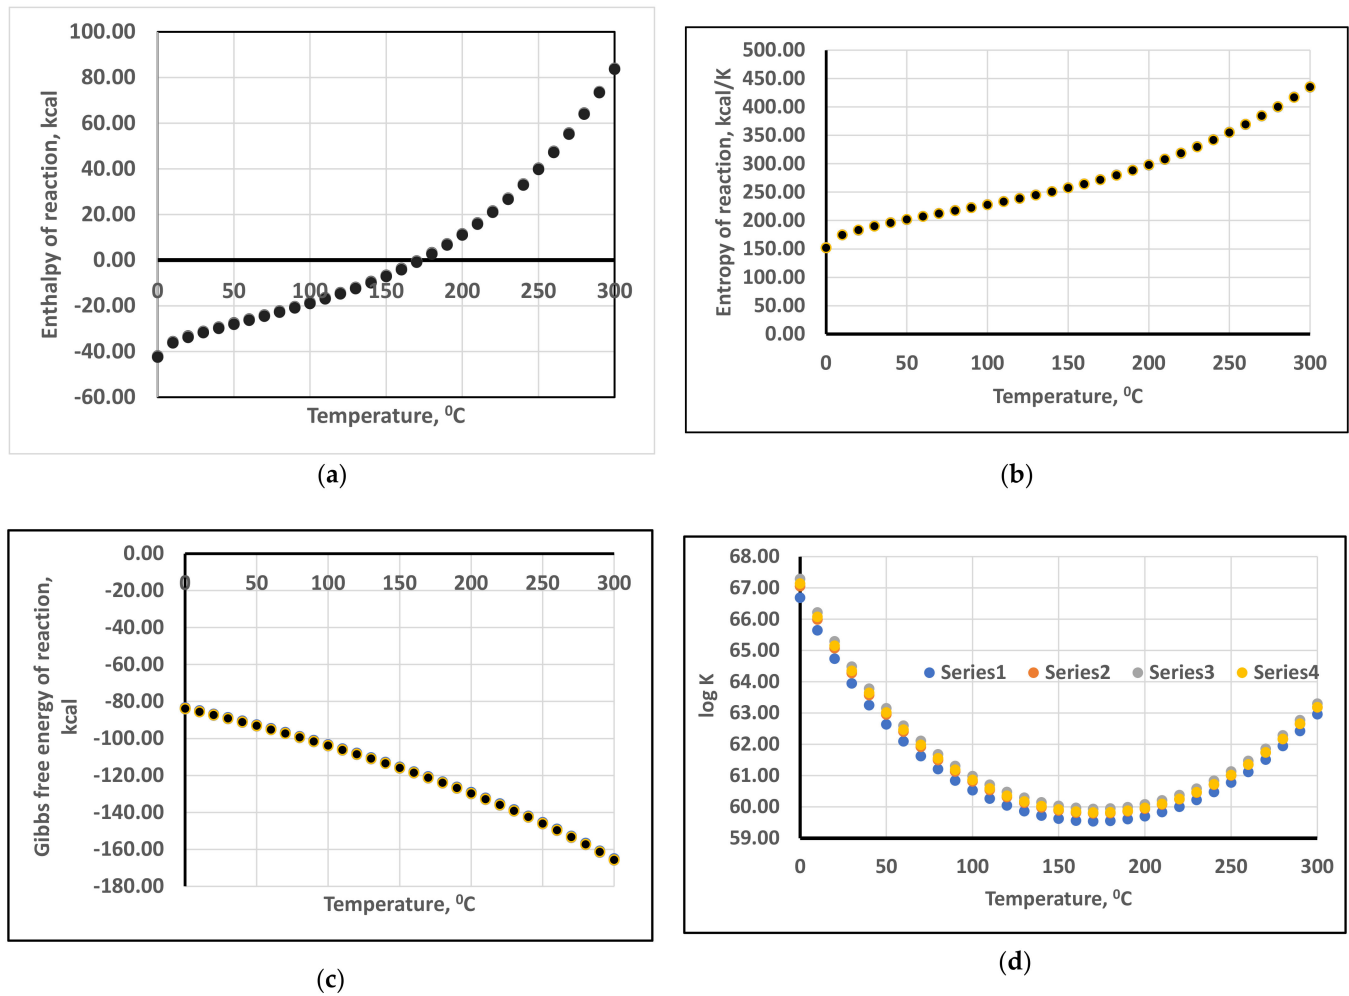 100.00
80.00
60.00
40.00
20.00
0.00
-20.00
-40.00
-60.00
Enthalpy of reaction, kcal
0 50 100 150 200 250 300
Temperature, ⁰C
(a)
500.00
450.00
400.00
350.00
300.00
250.00
200.00
150.00
100.00
50.00
0.00
Entropy of reaction, kcal/K
0 50 100 150 200 250 300
Temperature, ⁰C
(b)
0.00
-20.00
-40.00
-60.00
-80.00
-100.00
-120.00
-140.00
-160.00
-180.00
Gibbs free energy of reaction,
kcal
0 50 100 150 200 250 300
Temperature, ⁰C
(c)
68.00
67.00
66.00
65.00
64.00
63.00
62.00
61.00
60.00
59.00
log K
Series1 Series2 Series3 Series4
0 50 100 150 200 250 300
Temperature, ⁰C
(d)